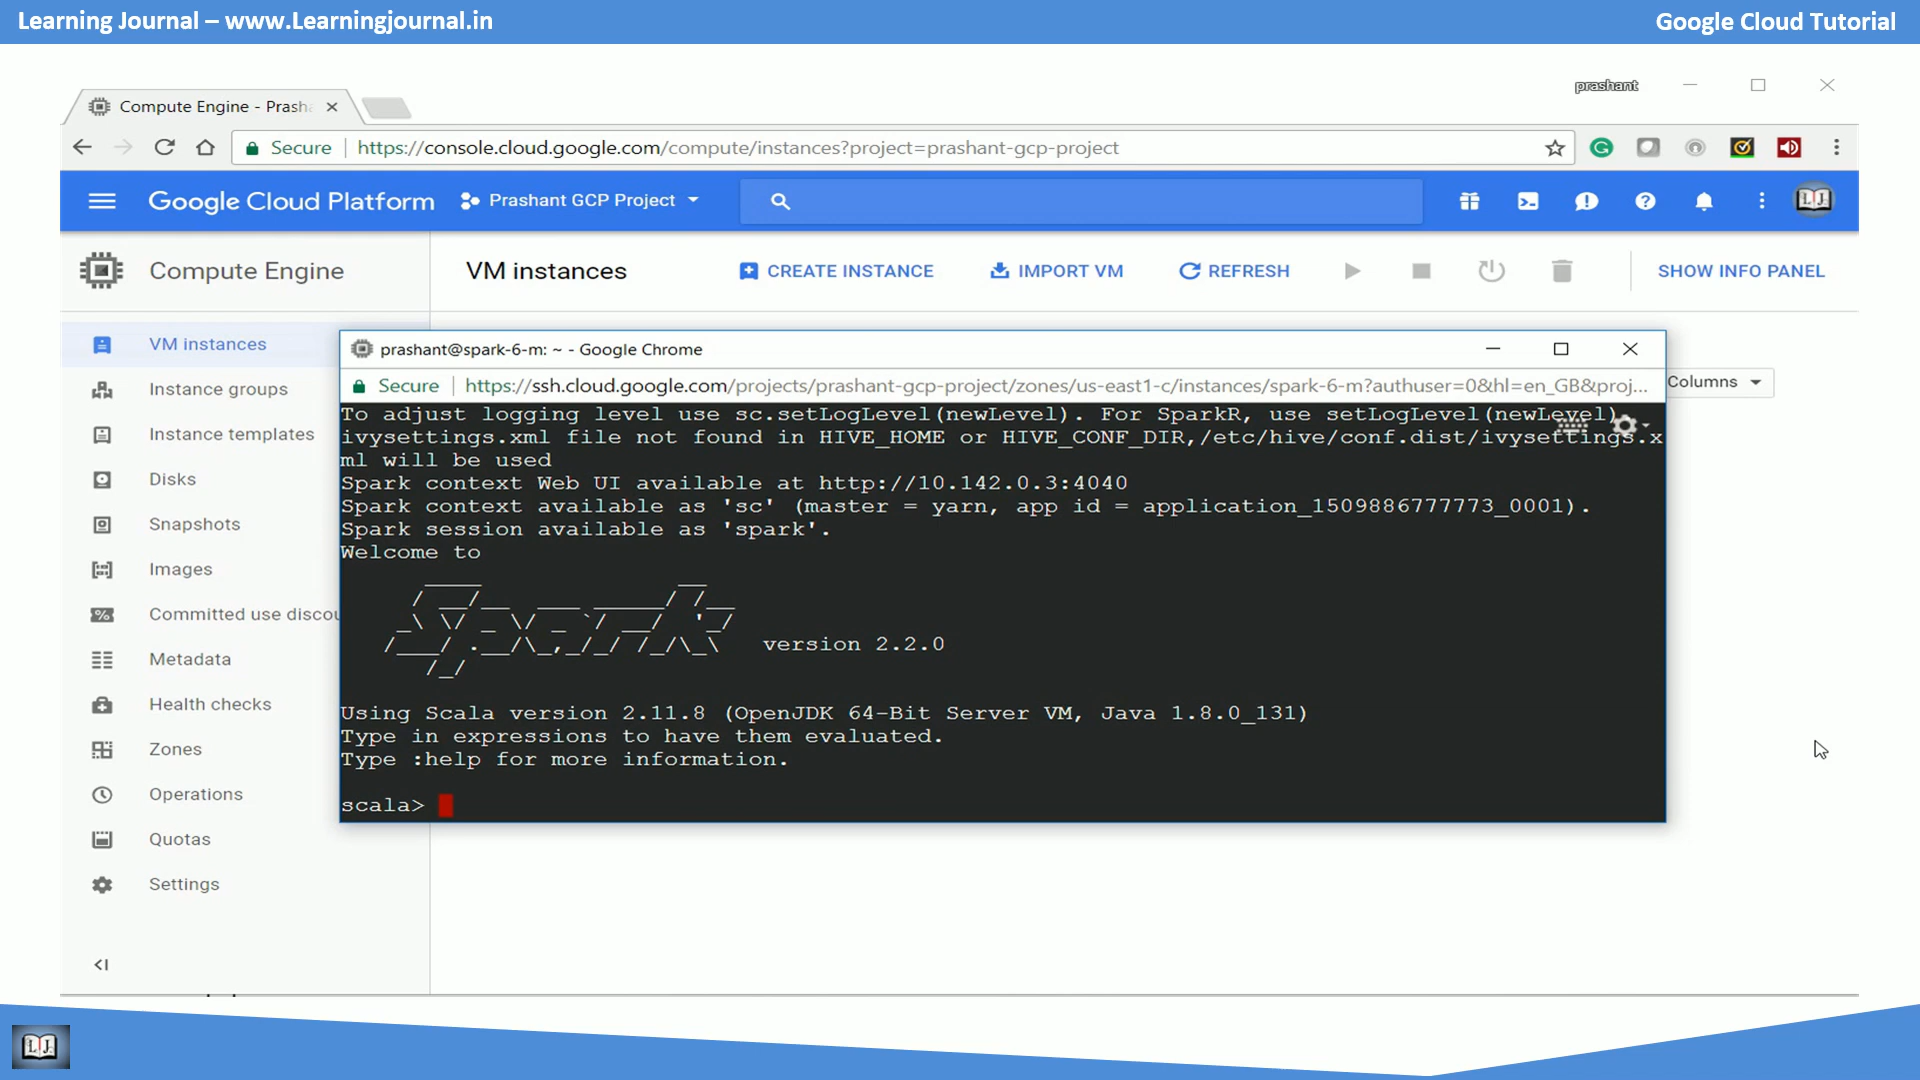 Learning Journal – www.Learningjournal.in
Google Cloud Tutorial
prashant
Compute Engine - Prash
Secure
https://console.cloud.google.com/compute/instances?project=prashant-gcp-project
Google Cloud Platform
Prashant GCP Project
Compute Engine
VM instances
CREATE INSTANCE
IMPORT VM
REFRESH
SHOW INFO PANEL
VM instances
Instance groups
Instance templates
Disks
Snapshots
Images
Committed use discou
Metadata
Health checks
Zones
Operations
Quotas
Settings
Columns
prashant@spark-6-m: ~ - Google Chrome
Secure
https://ssh.cloud.google.com/projects/prashant-gcp-project/zones/us-east1-c/instances/spark-6-m?authuser=0&hl=en_GB&proj...
To adjust logging level use sc.setLogLevel(newLevel). For SparkR, use setLogLevel(newLevel).
ivysettings.xml file not found in HIVE_HOME or HIVE_CONF_DIR,/etc/hive/conf.dist/ivysettings.x
ml will be used
Spark context Web UI available at http://10.142.0.3:4040
Spark context available as 'sc' (master = yarn, app id = application_1509886777773_0001).
Spark session available as 'spark'.
Welcome to
Spark version 2.2.0
Using Scala version 2.11.8 (OpenJDK 64-Bit Server VM, Java 1.8.0_131)
Type in expressions to have them evaluated.
Type :help for more information.
scala>
LJ